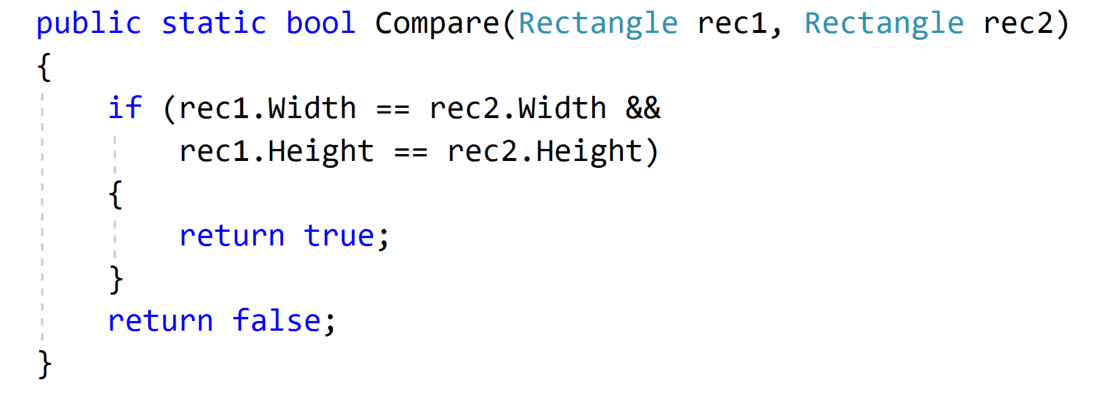 public static bool Compare(Rectangle rec1, Rectangle rec2)
{
    if (rec1.Width == rec2.Width &&
        rec1.Height == rec2.Height)
    {
        return true;
    }
    return false;
}